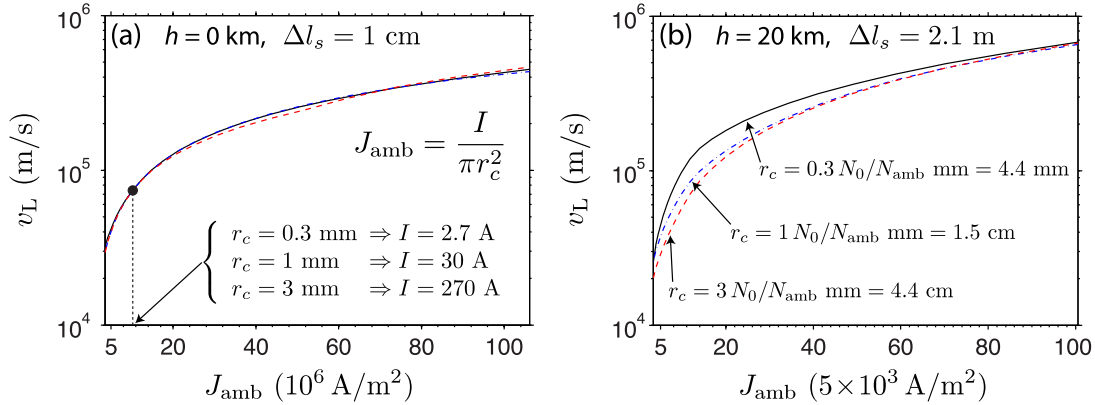 (a) h = 0 km, Δl_s = 1 cm
10^6
10^5
10^4
v_L (m/s)
J_amb = I / πr_c^2
r_c = 0.3 mm ⇒ I = 2.7 A
r_c = 1 mm ⇒ I = 30 A
r_c = 3 mm ⇒ I = 270 A
5 20 40 60 80 100
J_amb (10^6 A/m^2)
(b) h = 20 km, Δl_s = 2.1 m
10^6
10^5
10^4
v_L (m/s)
r_c = 0.3 N_0/N_amb mm = 4.4 mm
r_c = 1 N_0/N_amb mm = 1.5 cm
r_c = 3 N_0/N_amb mm = 4.4 cm
5 20 40 60 80 100
J_amb (5×10^3 A/m^2)